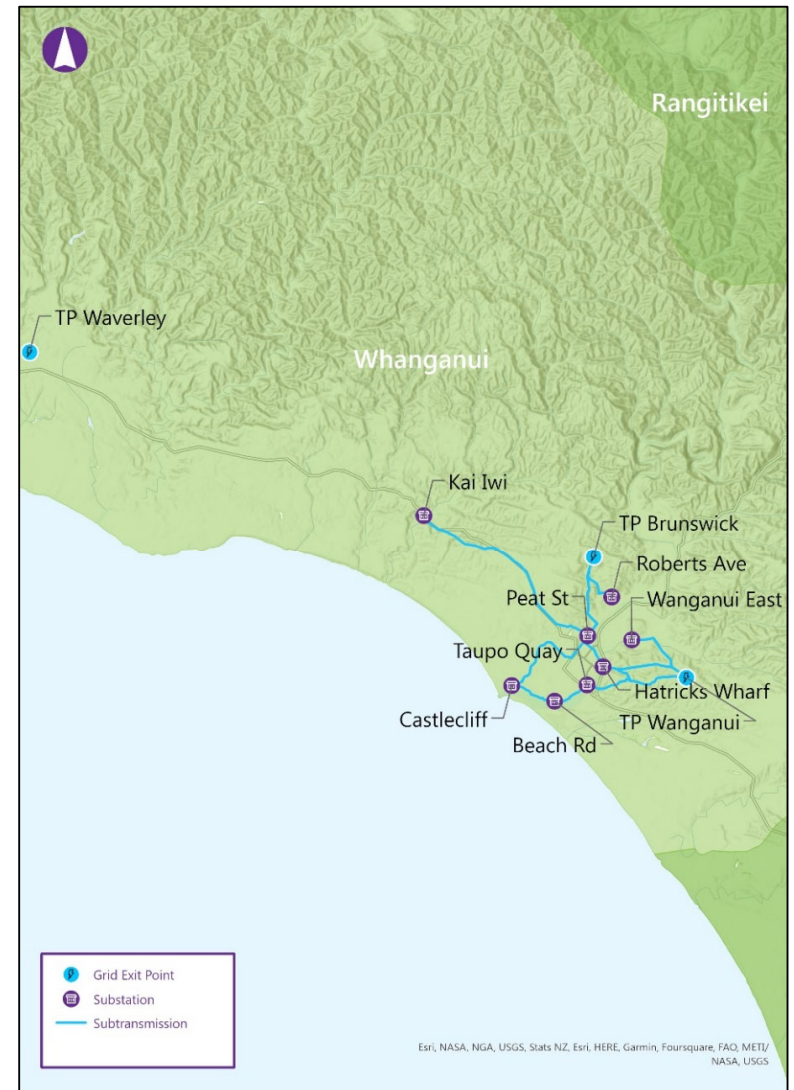 Rangitikei
TP Waverley
Whanganui
Kai Iwi
TP Brunswick
Roberts Ave
Peat St
Wanganui East
Taupo Quay
Hatricks Wharf
Castlecliff
TP Wanganui
Beach Rd
Grid Exit Point
Substation
Subtransmission
Esri, NASA, NGA, USGS, Stats NZ, Esri, HERE, Garmin, Foursquare, FAO, METI/
NASA, USGS